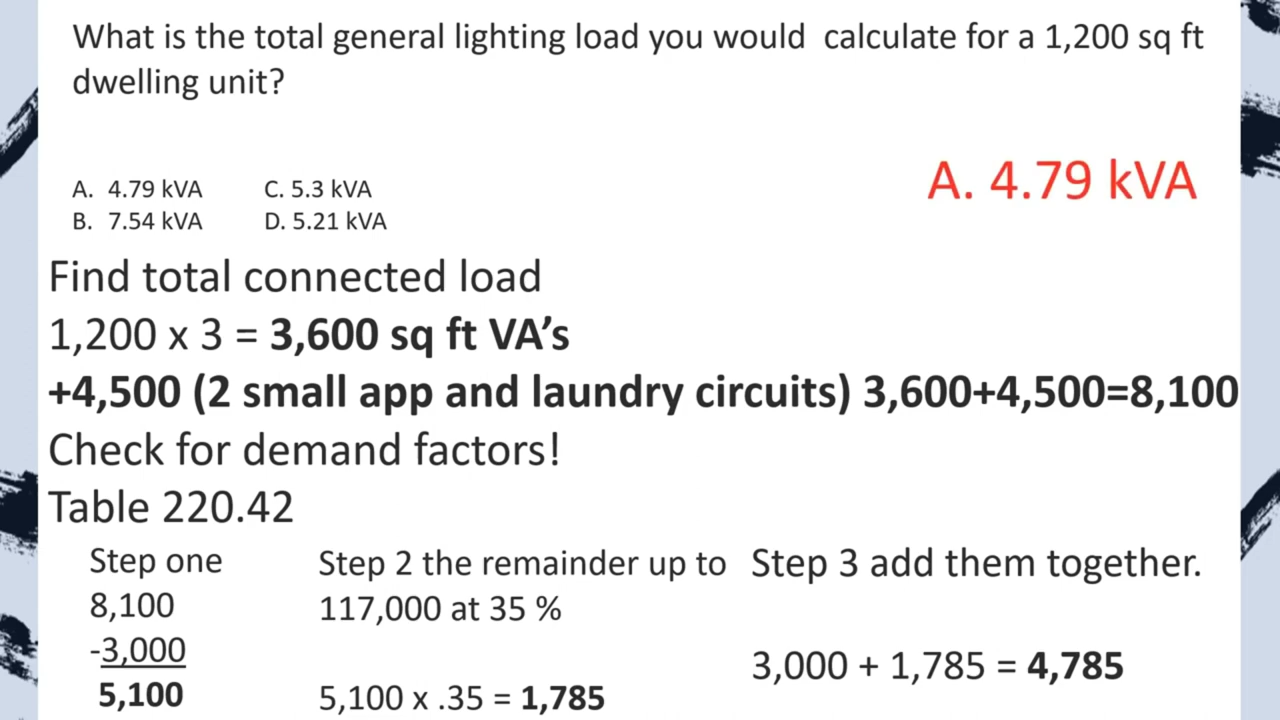 What is the total general lighting load you would calculate for a 1,200 sq ft
dwelling unit?
A. 4.79 kVA
A. 4.79 kVA C. 5.3 kVA
B. 7.54 kVA D. 5.21 kVA
Find total connected load
1,200 x 3 = 3,600 sq ft VA’s
+4,500 (2 small app and laundry circuits) 3,600+4,500=8,100
Check for demand factors!
Table 220.42
Step one
8,100
-3,000
5,100
Step 2 the remainder up to
117,000 at 35 %
5,100 x .35 = 1,785
Step 3 add them together.
3,000 + 1,785 = 4,785